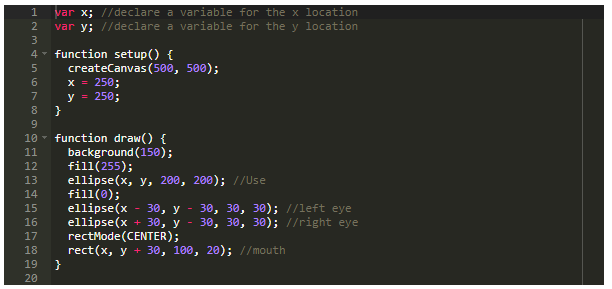 1 var x; //declare a variable for the x location
2 var y; //declare a variable for the y location
3
4 function setup() {
5 createCanvas(500, 500);
6 x = 250;
7 y = 250;
8 }
9
10 function draw() {
11 background(150);
12 fill(255);
13 ellipse(x, y, 200, 200); //Use
14 fill(0);
15 ellipse(x - 30, y - 30, 30, 30); //left eye
16 ellipse(x + 30, y - 30, 30, 30); //right eye
17 rectMode(CENTER);
18 rect(x, y + 30, 100, 20); //mouth
19 }
20